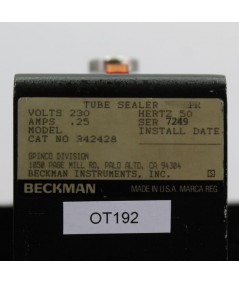 TUBE SEALER
VOLTS 230 HERTZ 50
AMPS .25 SER 7249
MODEL INSTALL DATE
CAT NO 342428
SPINCO DIVISION
1050 PAGE MILL RD, PALO ALTO, CA 94304
BECKMAN INSTRUMENTS, INC.
BECKMAN MADE IN U.S.A. MARCA REG.
OT192